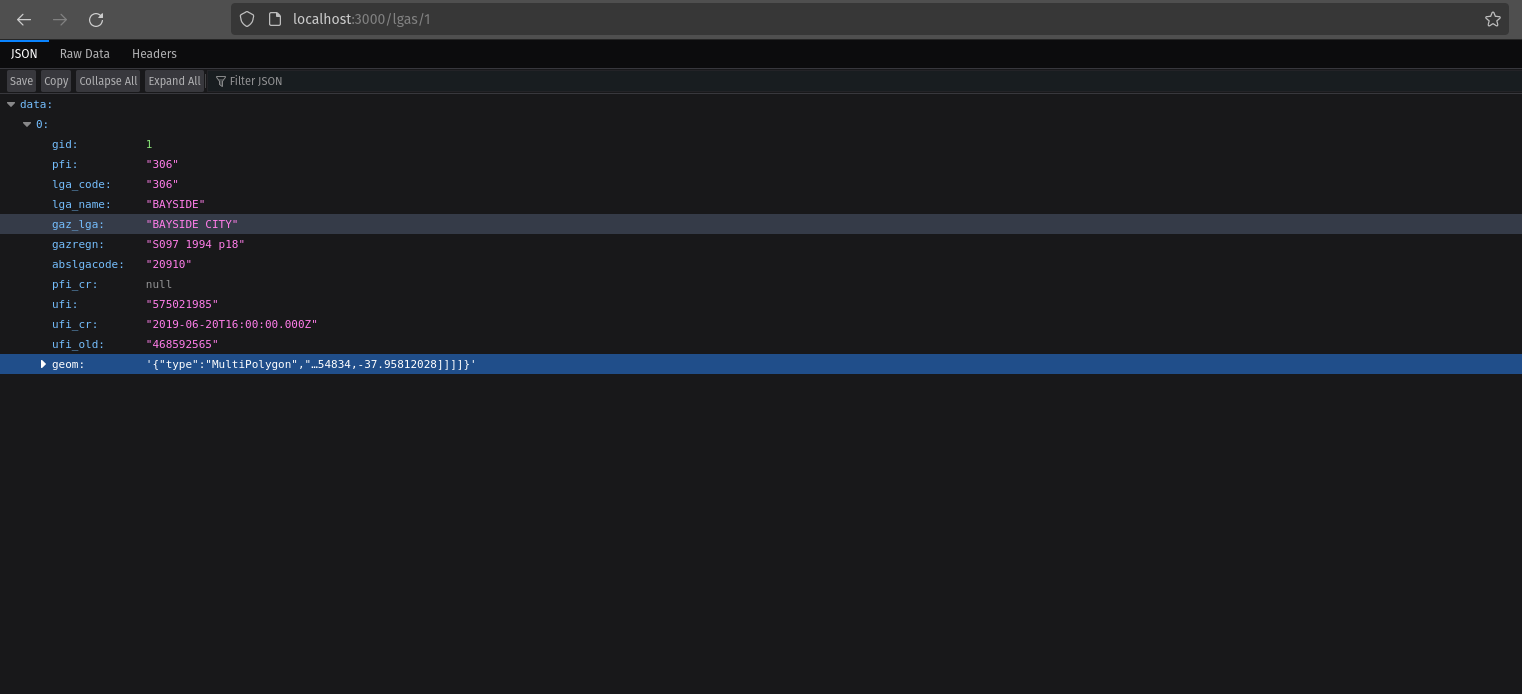 localhost:3000/lgas/1
JSON Raw Data Headers
Save Copy Collapse All Expand All Filter JSON
data:
0:
gid: 1
pfi: "306"
lga_code: "306"
lga_name: "BAYSIDE"
gaz_lga: "BAYSIDE CITY"
gazregn: "S097 1994 p18"
abslgacode: "20910"
pfi_cr: null
ufi: "575021985"
ufi_cr: "2019-06-20T16:00:00.000Z"
ufi_old: "468592565"
geom: '{"type":"MultiPolygon","…54834,-37.95812028]]]]}'